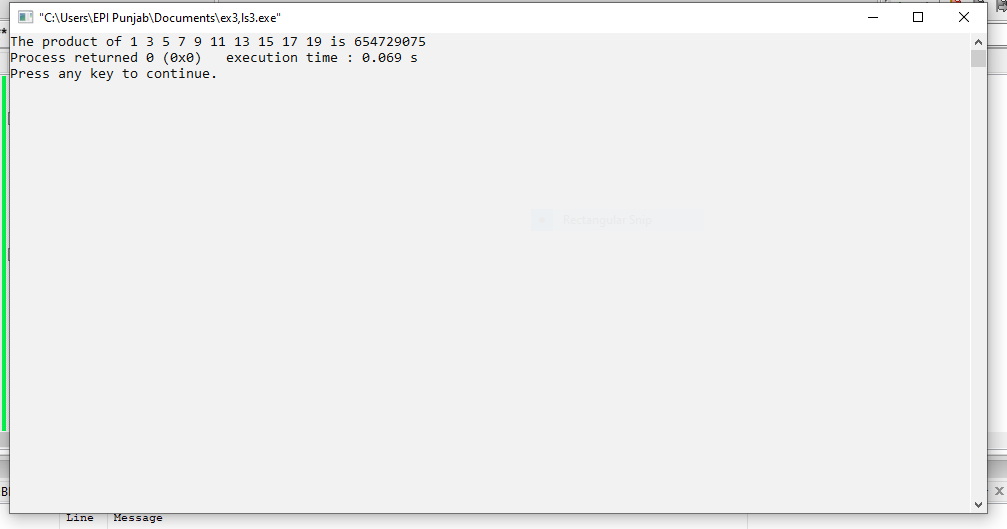 "C:\Users\EPI Punjab\Documents\ex3,ls3.exe"
The product of 1 3 5 7 9 11 13 15 17 19 is 654729075
Process returned 0 (0x0)   execution time : 0.069 s
Press any key to continue.
Rectangular Snip
Line Message